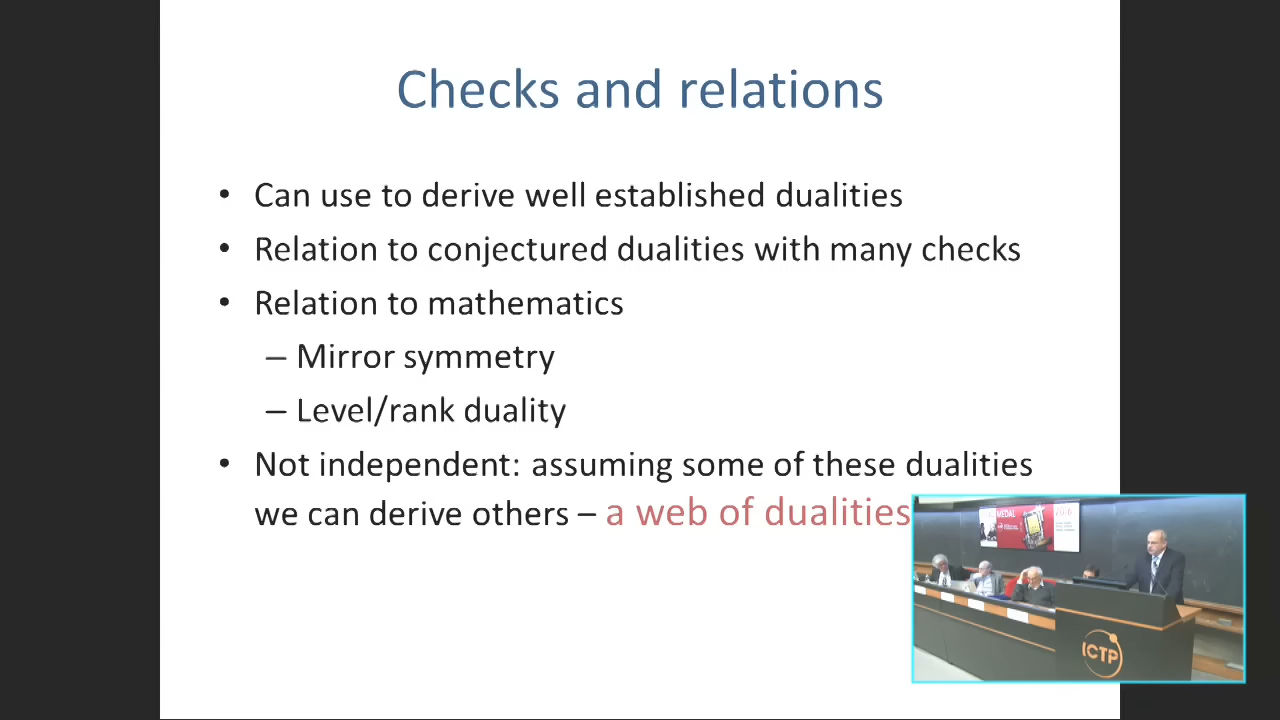 Checks and relations
• Can use to derive well established dualities
• Relation to conjectured dualities with many checks
• Relation to mathematics
– Mirror symmetry
– Level/rank duality
• Not independent: assuming some of these dualities
we can derive others – a web of dualities
MEDAL
ICTP